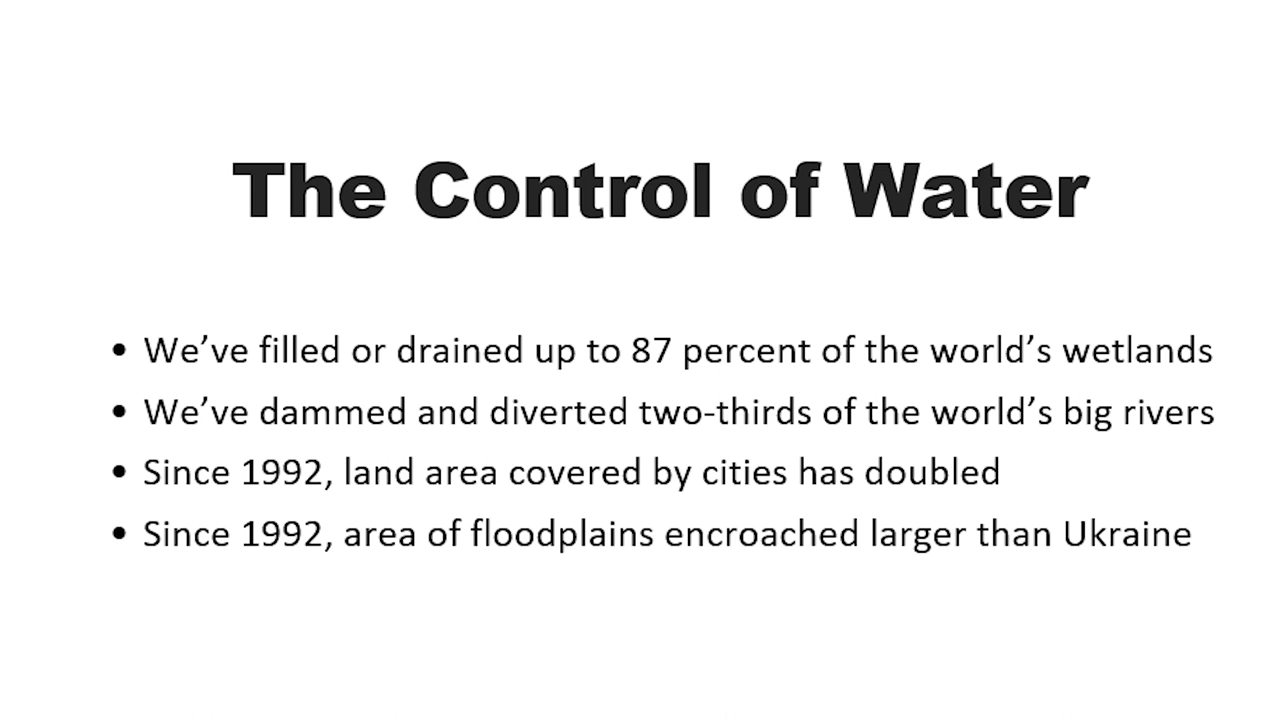 The Control of Water
• We’ve filled or drained up to 87 percent of the world’s wetlands
• We’ve dammed and diverted two-thirds of the world’s big rivers
• Since 1992, land area covered by cities has doubled
• Since 1992, area of floodplains encroached larger than Ukraine